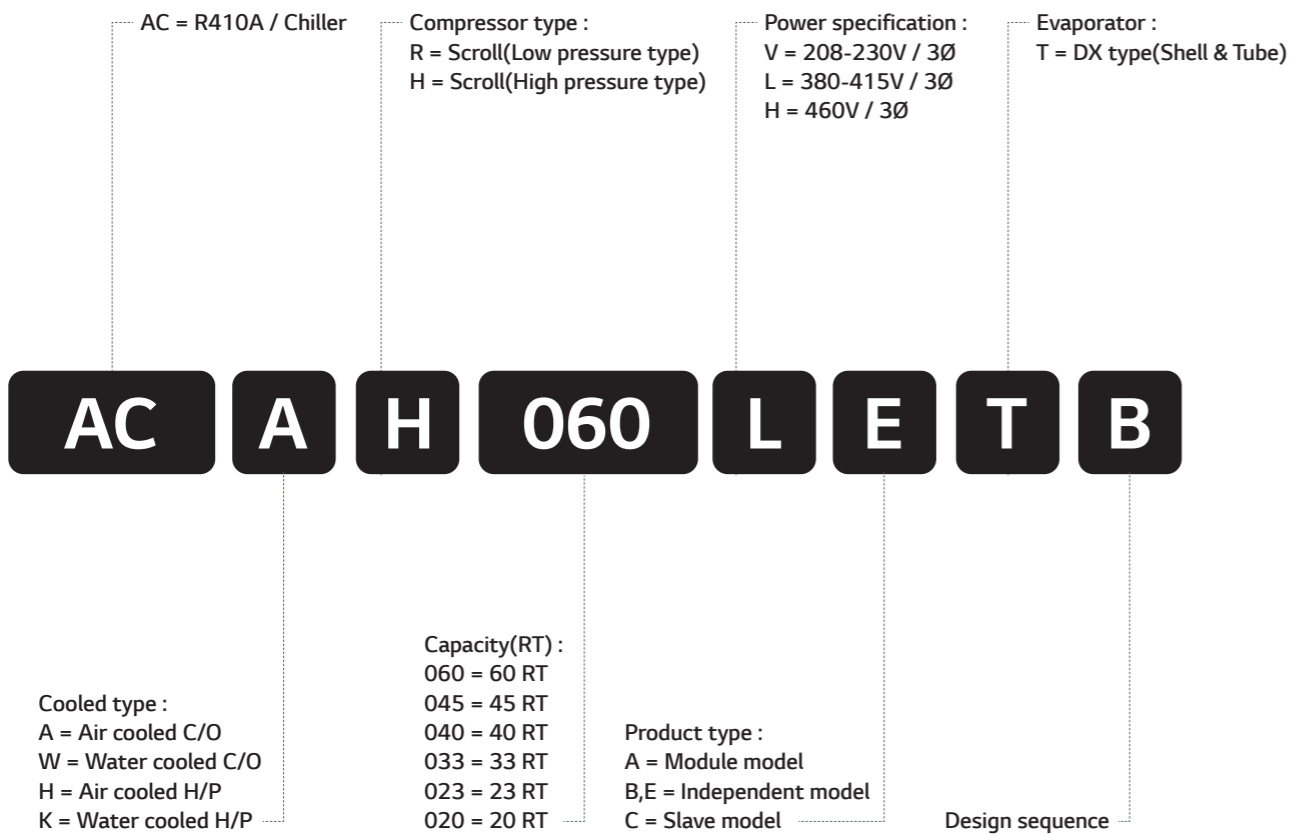 AC = R410A / Chiller
Compressor type :
R = Scroll(Low pressure type)
H = Scroll(High pressure type)
Power specification :
V = 208-230V / 3Ø
L = 380-415V / 3Ø
H = 460V / 3Ø
Evaporator :
T = DX type(Shell & Tube)
AC A H 060 L E T B
Cooled type :
A = Air cooled C/O
W = Water cooled C/O
H = Air cooled H/P
K = Water cooled H/P
Capacity(RT) :
060 = 60 RT
045 = 45 RT
040 = 40 RT
033 = 33 RT
023 = 23 RT
020 = 20 RT
Product type :
A = Module model
B,E = Independent model
C = Slave model
Design sequence